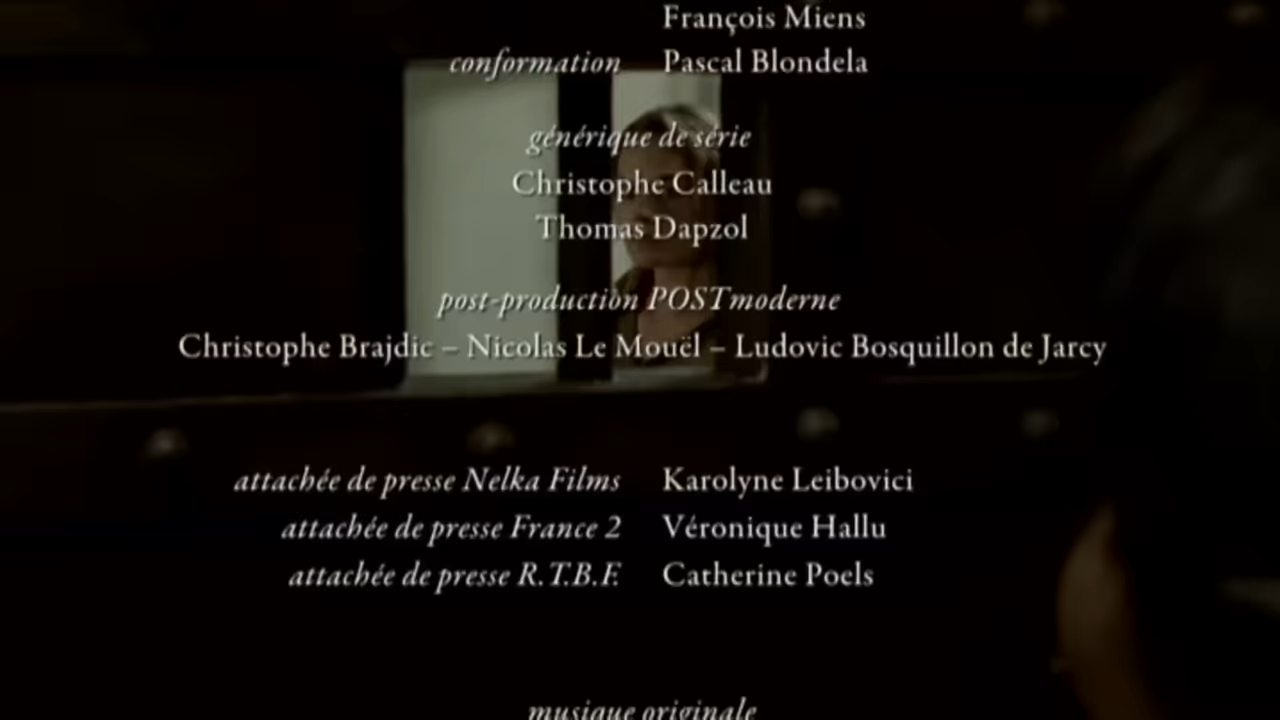 François Miens
conformation Pascal Blondela
générique de série
Christophe Calleau
Thomas Dapzol
post-production POSTmoderne
Christophe Brajdic – Nicolas Le Mouël – Ludovic Bosquillon de Jarcy
attachée de presse Nelka Films Karolyne Leibovici
attachée de presse France 2 Véronique Hallu
attachée de presse R.T.B.F. Catherine Poels
musique originale